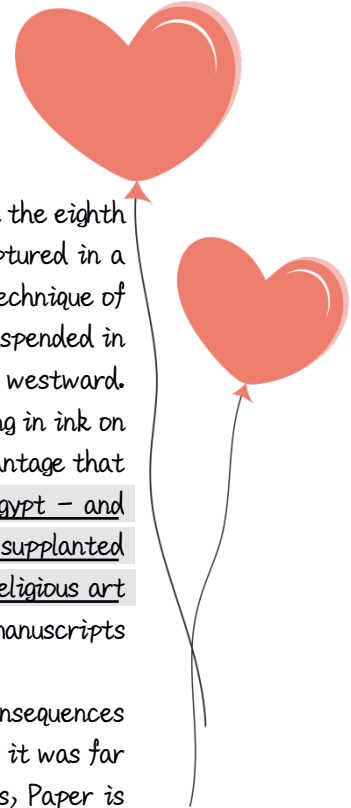 the eighth
ptured in a
echnique of
spended in
westward.
ng in ink on
antage that
gypt – and
supplanted
eligious art
nanuscripts
nsequences
it was far
s, Paper is